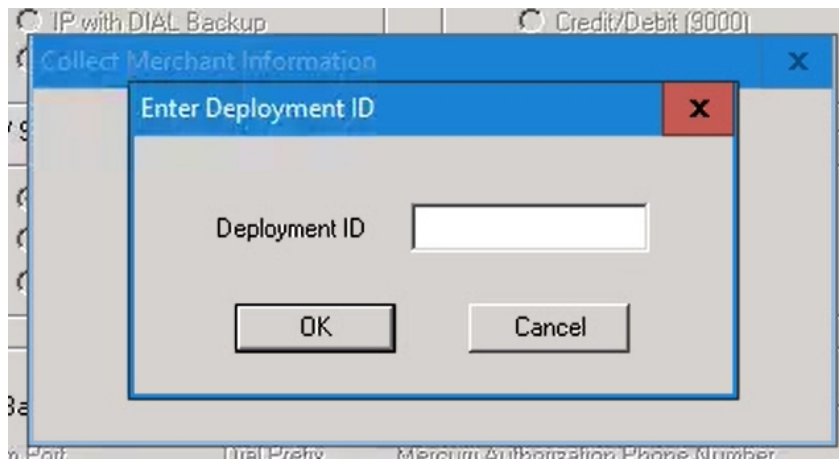 IP with DIAL Backup
Credit/Debit (9000)
Collect Merchant Information
x
Enter Deployment ID
x
Deployment ID
OK
Cancel
Port
Dial Prefix
Mercury Authorization Phone Number